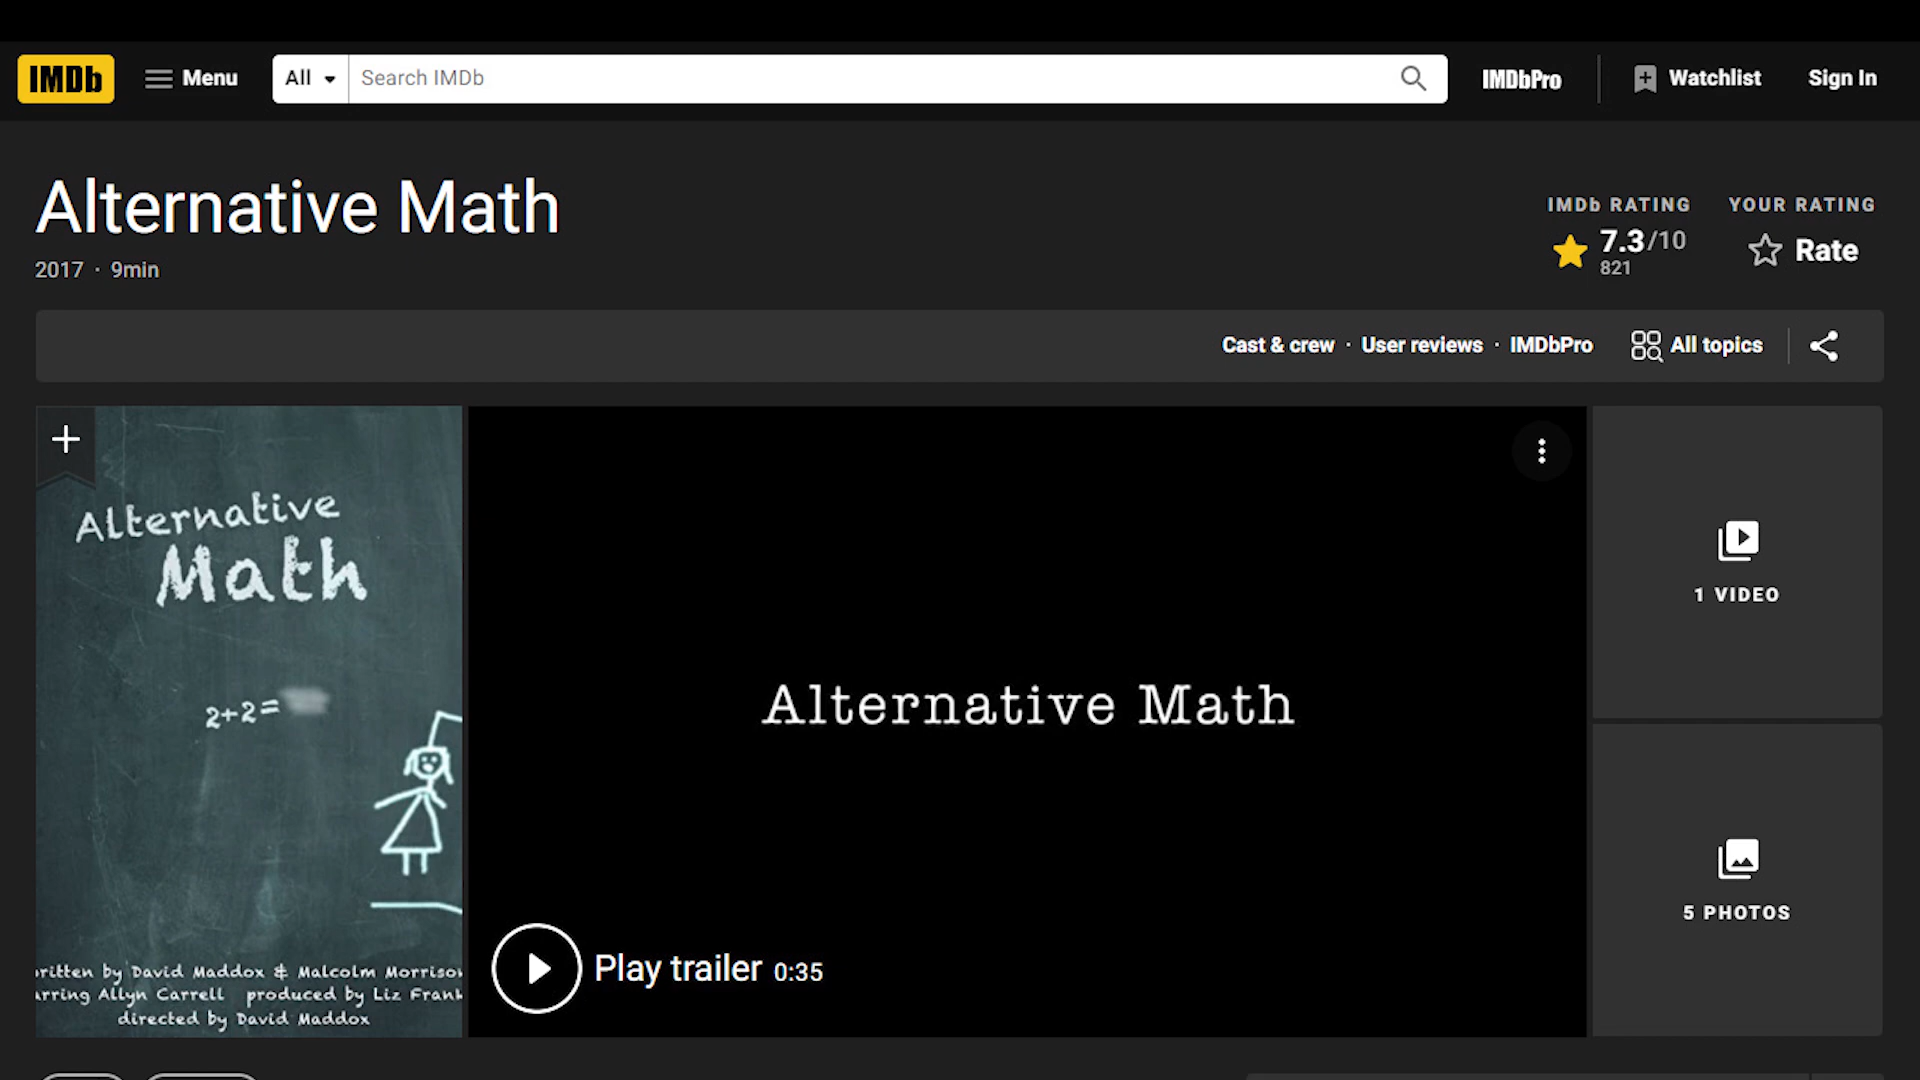 IMDb
Menu
All
Search IMDb
IMDbPro
Watchlist
Sign In
Alternative Math
2017 · 9min
IMDb RATING
7.3/10
821
YOUR RATING
Rate
Cast & crew · User reviews · IMDbPro
All topics
Alternative
Math
2+2=
written by David Maddox & Malcolm Morrison
starring Allyn Carrell produced by Liz Frank
directed by David Maddox
Alternative Math
Play trailer 0:35
1 VIDEO
5 PHOTOS